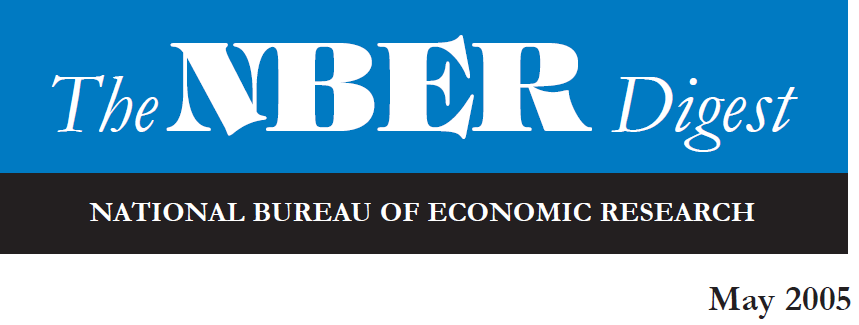 The NBER Digest
NATIONAL BUREAU OF ECONOMIC RESEARCH
May 2005